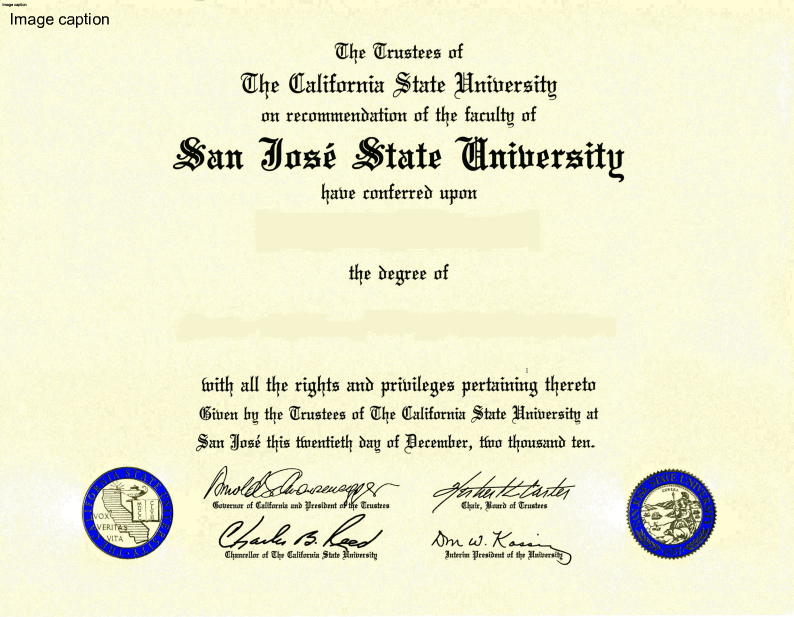 Image caption
Image caption
The Trustees of
The California State University
on recommendation of the faculty of
San José State University
have conferred upon
the degree of
with all the rights and privileges pertaining thereto
Given by the Trustees of The California State University at
San José this twentieth day of December, two thousand ten.
Arnold Schwarzenegger
Governor of California and President of the Trustees
Chair, Board of Trustees
Charles B. Reed
Chancellor of The California State University
Don W. Kassing
Interim President of the University
VOX
VERITAS
VITA
EUREKA